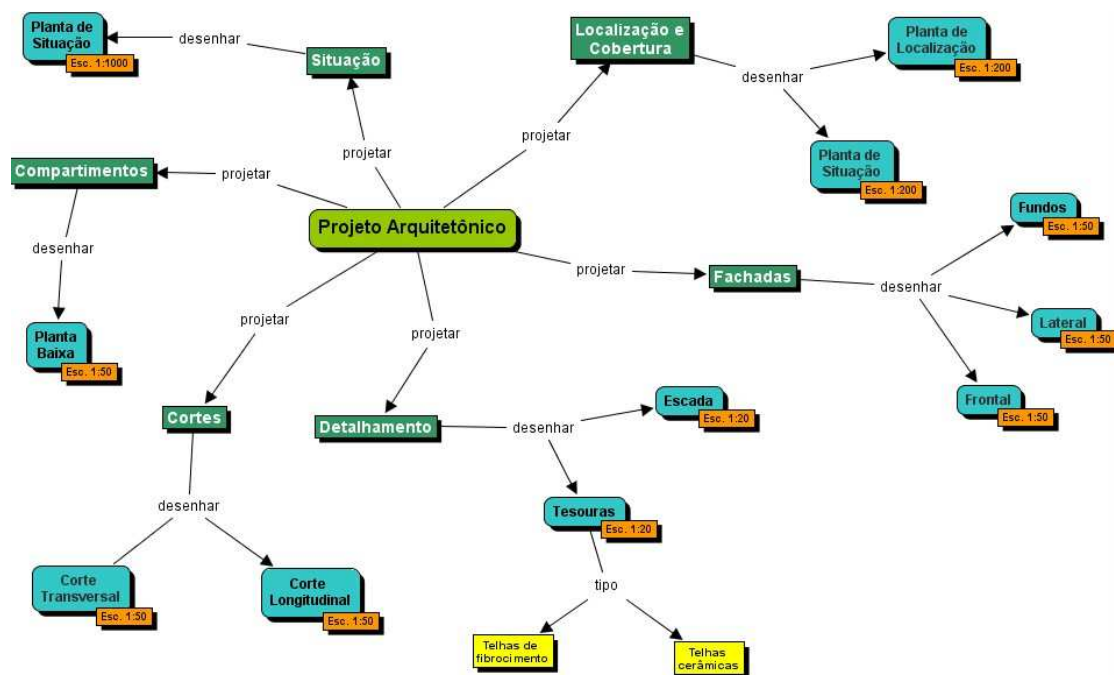 Planta de
Situação
Esc. 1:1000
desenhar
Situação
Localização e
Cobertura
desenhar
Planta de
Localização
Esc. 1:200
projetar
projetar
Planta de
Situação
Esc. 1:200
Compartimentos
projetar
Projeto Arquitetônico
Fundos
Esc. 1:50
desenhar
projetar
Fachadas
desenhar
Planta
Baixa
Esc. 1:50
projetar
projetar
Lateral
Esc. 1:50
Frontal
Esc. 1:50
Cortes
Detalhamento
desenhar
Escada
Esc. 1:20
desenhar
Tesouras
Esc. 1:20
Corte
Transversal
Esc. 1:50
Corte
Longitudinal
Esc. 1:50
tipo
Telhas de
fibrocimento
Telhas
cerâmicas